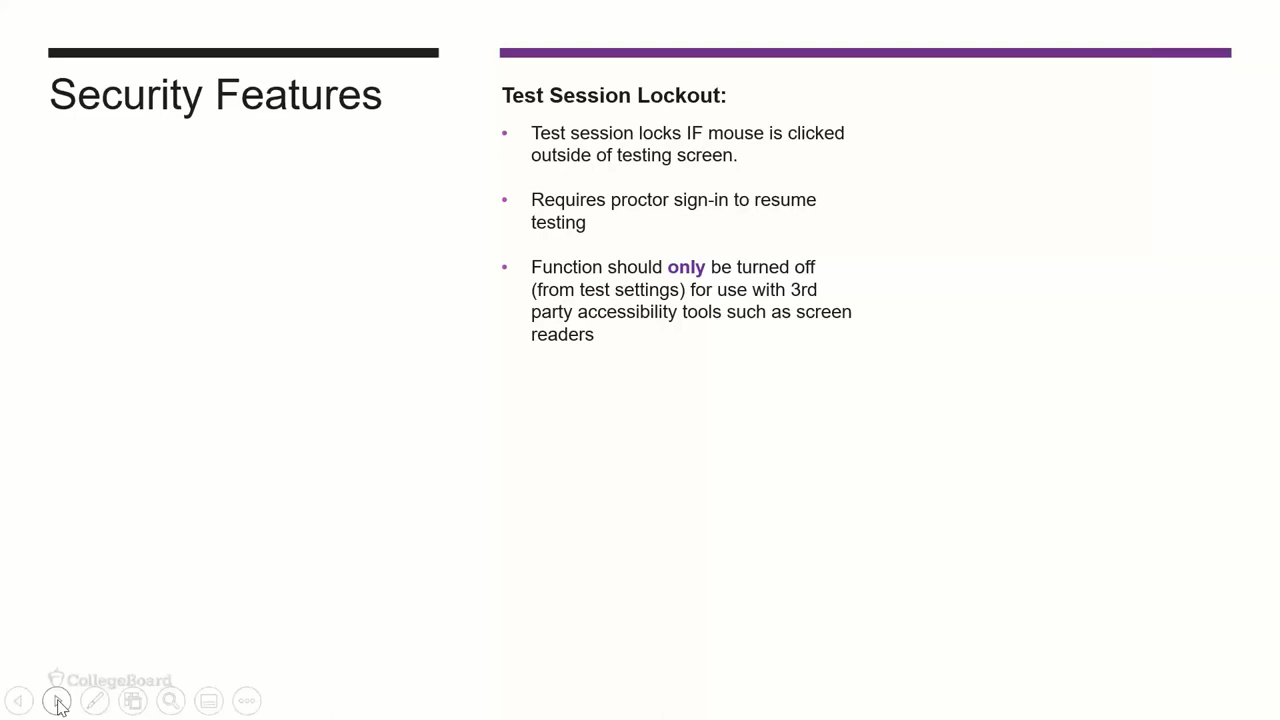 Security Features
Test Session Lockout:
• Test session locks IF mouse is clicked
outside of testing screen.
• Requires proctor sign-in to resume
testing
• Function should only be turned off
(from test settings) for use with 3rd
party accessibility tools such as screen
readers
CollegeBoard